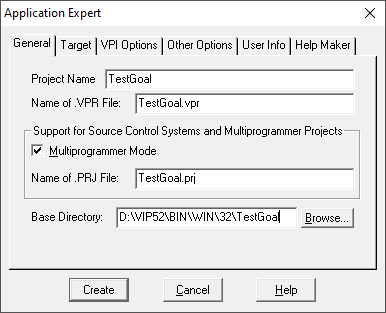 Application Expert
General Target VPI Options Other Options User Info Help Maker
Project Name TestGoal
Name of .VPR File: TestGoal.vpr
Support for Source Control Systems and Multiprogrammer Projects
Multiprogrammer Mode
Name of .PRJ File: TestGoal.prj
Base Directory: D:\VIP52\BIN\WIN\32\TestGoal Browse...
Create Cancel Help